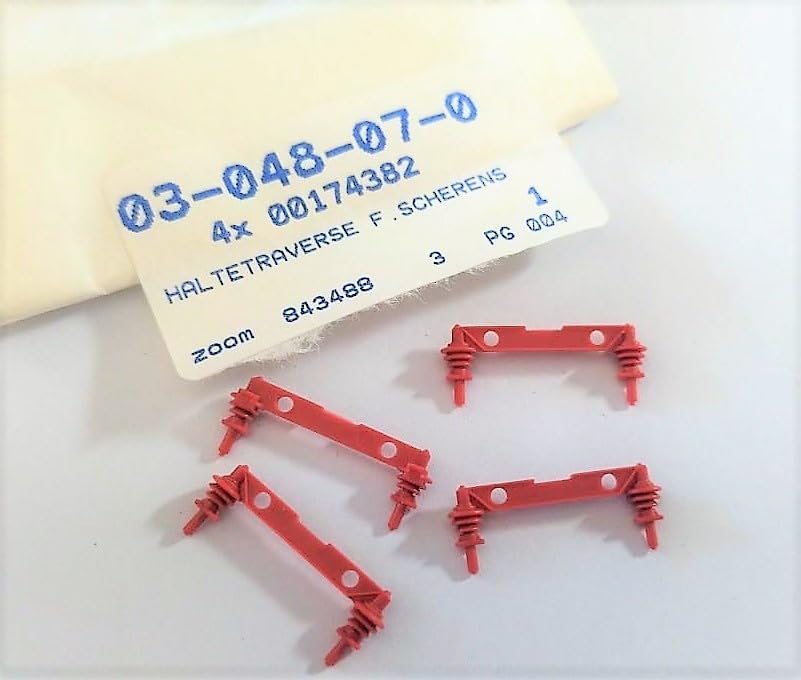 03-048-07-0
4x 00174382
HALTETRAVERSE F.SCHERENS
1
zoom 843488 3 PG 004